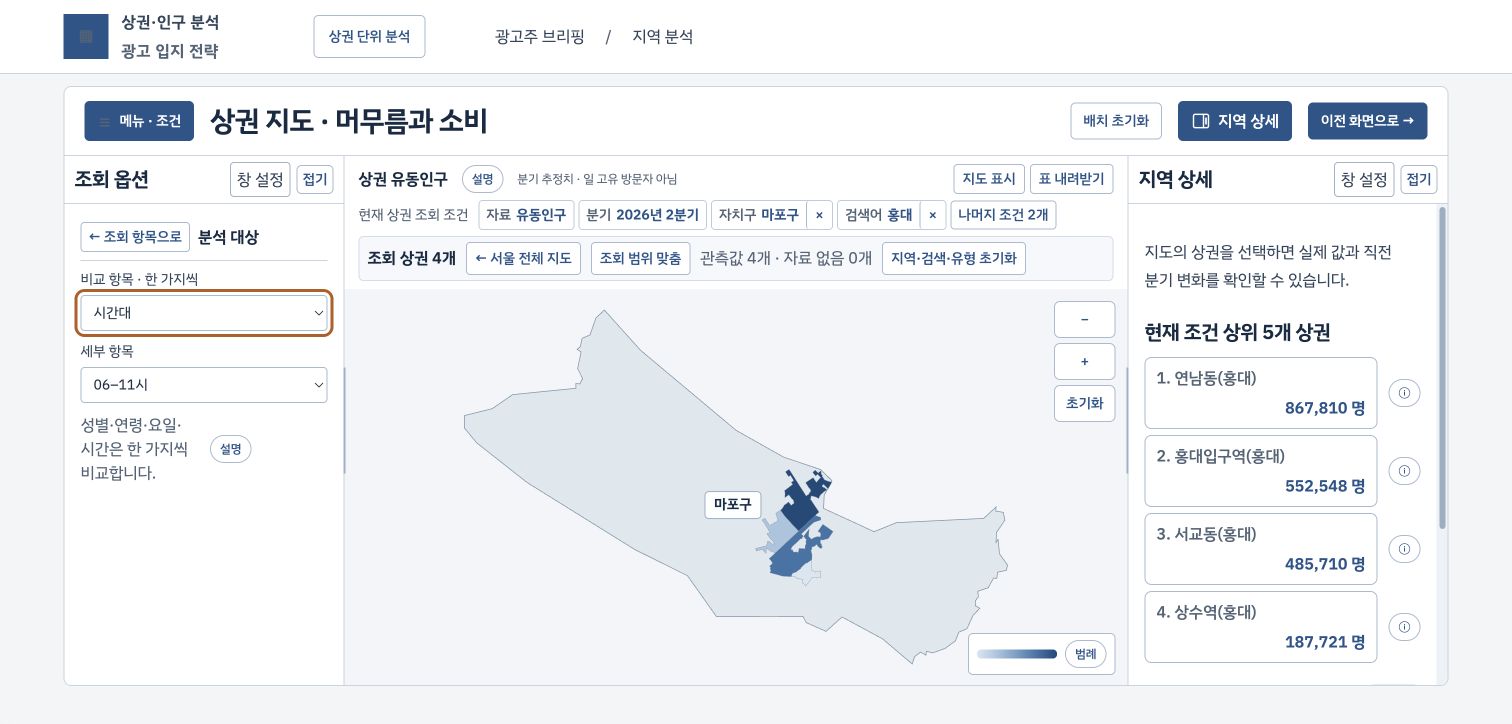 상권·인구 분석
광고 입지 전략
상권 단위 분석
광고주 브리핑 / 지역 분석
메뉴 · 조건
상권 지도 · 머무름과 소비
배치 초기화
지역 상세
이전 화면으로 →
조회 옵션
창 설정
접기
← 조회 항목으로
분석 대상
비교 항목 · 한 가지씩
시간대
세부 항목
06–11시
성별·연령·요일·
시간은 한 가지씩
비교합니다.
설명
상권 유동인구
설명
분기 추정치 · 일 고유 방문자 아님
지도 표시
표 내려받기
현재 상권 조회 조건
자료 유동인구
분기 2026년 2분기
자치구 마포구 ×
검색어 홍대 ×
나머지 조건 2개
조회 상권 4개
← 서울 전체 지도
조회 범위 맞춤
관측값 4개 · 자료 없음 0개
지역·검색·유형 초기화
−
+
초기화
마포구
범례
지역 상세
창 설정
접기
지도의 상권을 선택하면 실제 값과 직전
분기 변화를 확인할 수 있습니다.
현재 조건 상위 5개 상권
1. 연남동(홍대)
867,810 명
2. 홍대입구역(홍대)
552,548 명
3. 서교동(홍대)
485,710 명
4. 상수역(홍대)
187,721 명